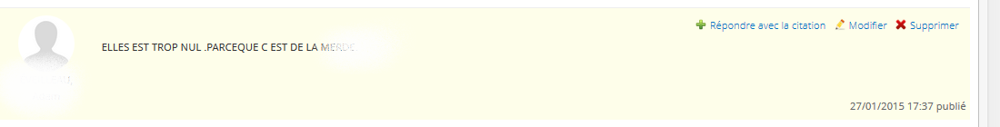 Répondre avec la citation Modifier Supprimer
ELLES EST TROP NUL .PARCEQUE C EST DE LA MERDE
27/01/2015 17:37 publié